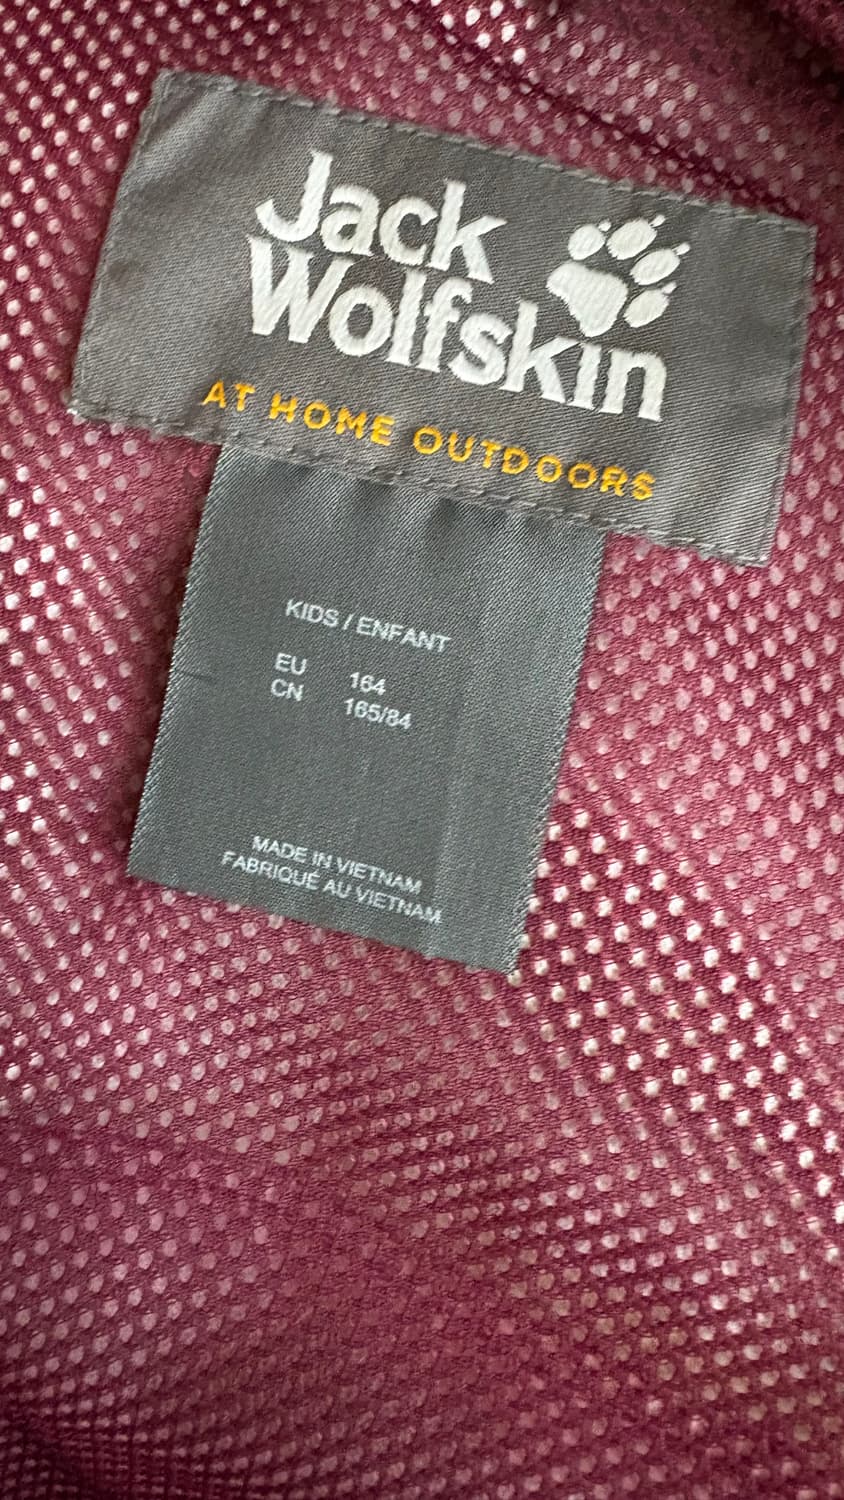 Jack
Wolfskin
AT HOME OUTDOORS
KIDS / ENFANT
EU 164
CN 165/84
MADE IN VIETNAM
FABRIQUÉ AU VIETNAM